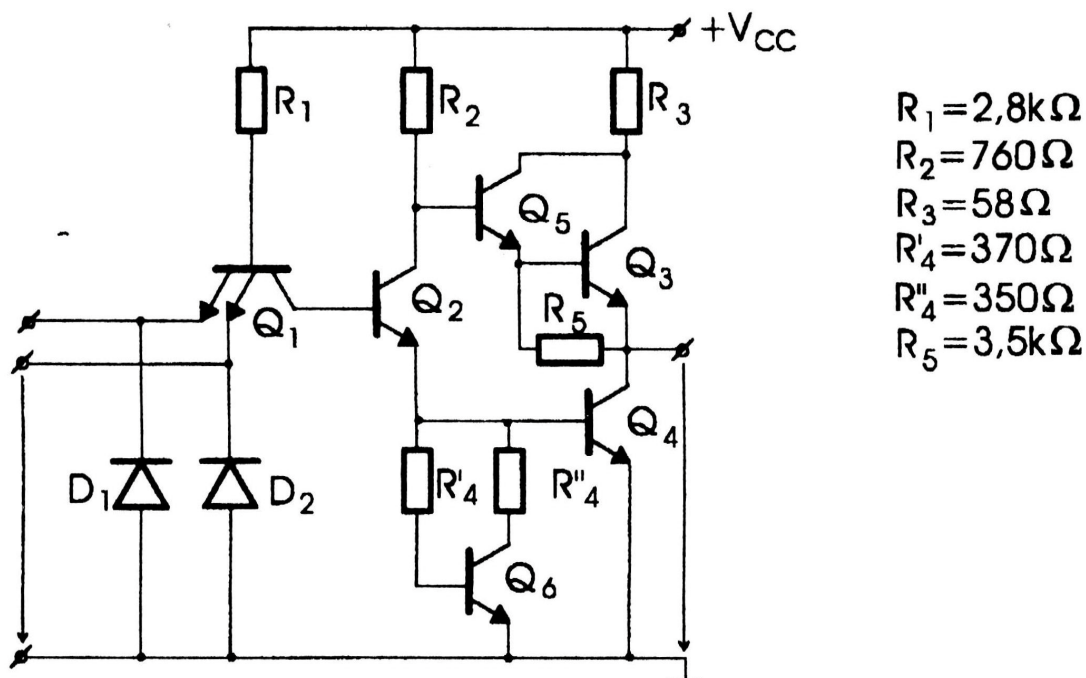 +V_CC
R₁
R₂
R₃
Q₅
Q₃
Q₁
Q₂
R₅
Q₄
D₁
D₂
R'₄
R"₄
Q₆
R₁=2,8kΩ
R₂=760Ω
R₃=58Ω
R'₄=370Ω
R"₄=350Ω
R₅=3,5kΩ